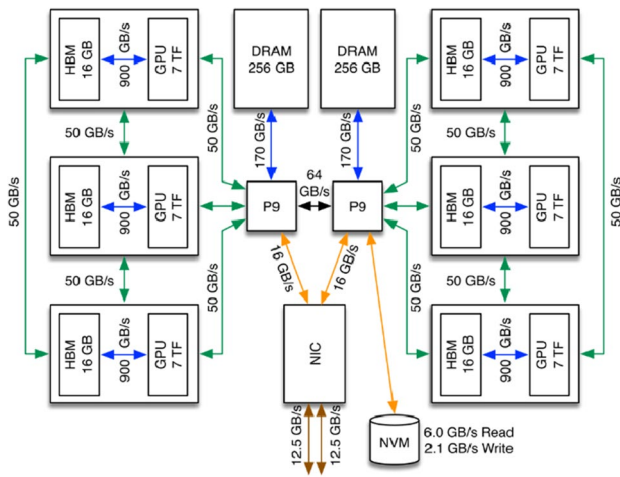 HBM
16 GB
900
GB/s
GPU
7 TF
DRAM
256 GB
DRAM
256 GB
HBM
16 GB
900
GB/s
GPU
7 TF
50 GB/s
50 GB/s
170 GB/s
170 GB/s
50 GB/s
50 GB/s
50 GB/s
HBM
16 GB
900
GB/s
GPU
7 TF
P9
64
GB/s
P9
HBM
16 GB
900
GB/s
GPU
7 TF
50 GB/s
50 GB/s
50 GB/s
16 GB/s
16 GB/s
50 GB/s
50 GB/s
HBM
16 GB
900
GB/s
GPU
7 TF
NIC
HBM
16 GB
900
GB/s
GPU
7 TF
12.5 GB/s
12.5 GB/s
NVM
6.0 GB/s Read
2.1 GB/s Write